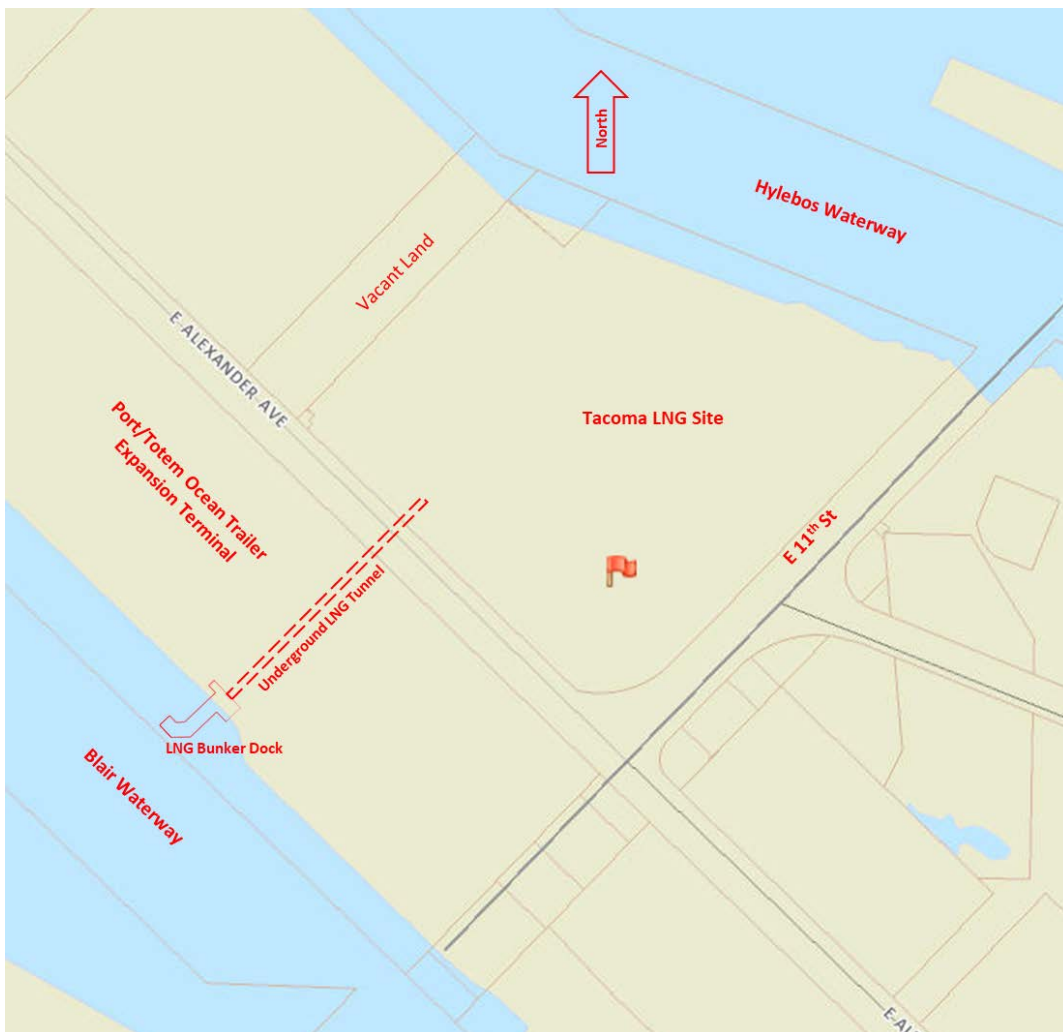 North
Hylebos Waterway
Vacant Land
E ALEXANDER AVE
Tacoma LNG Site
Port/Totem Ocean Trailer
Expansion Terminal
E 11th St
Underground LNG Tunnel
LNG Bunker Dock
Blair Waterway
E AL